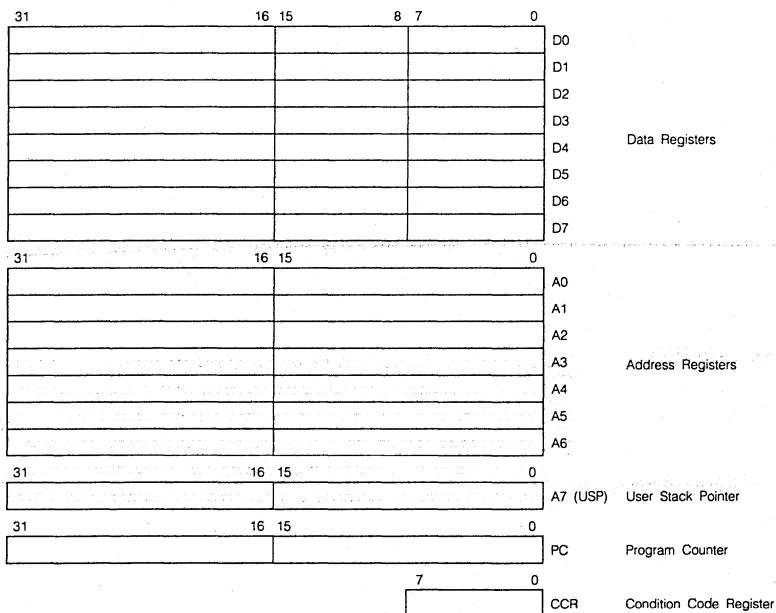 31 16 15 8 7 0
D0
D1
D2
D3
Data Registers
D4
D5
D6
D7
31 16 15 0
A0
A1
A2
A3
Address Registers
A4
A5
A6
31 16 15 0
A7 (USP) User Stack Pointer
31 16 15 0
PC Program Counter
7 0
CCR Condition Code Register